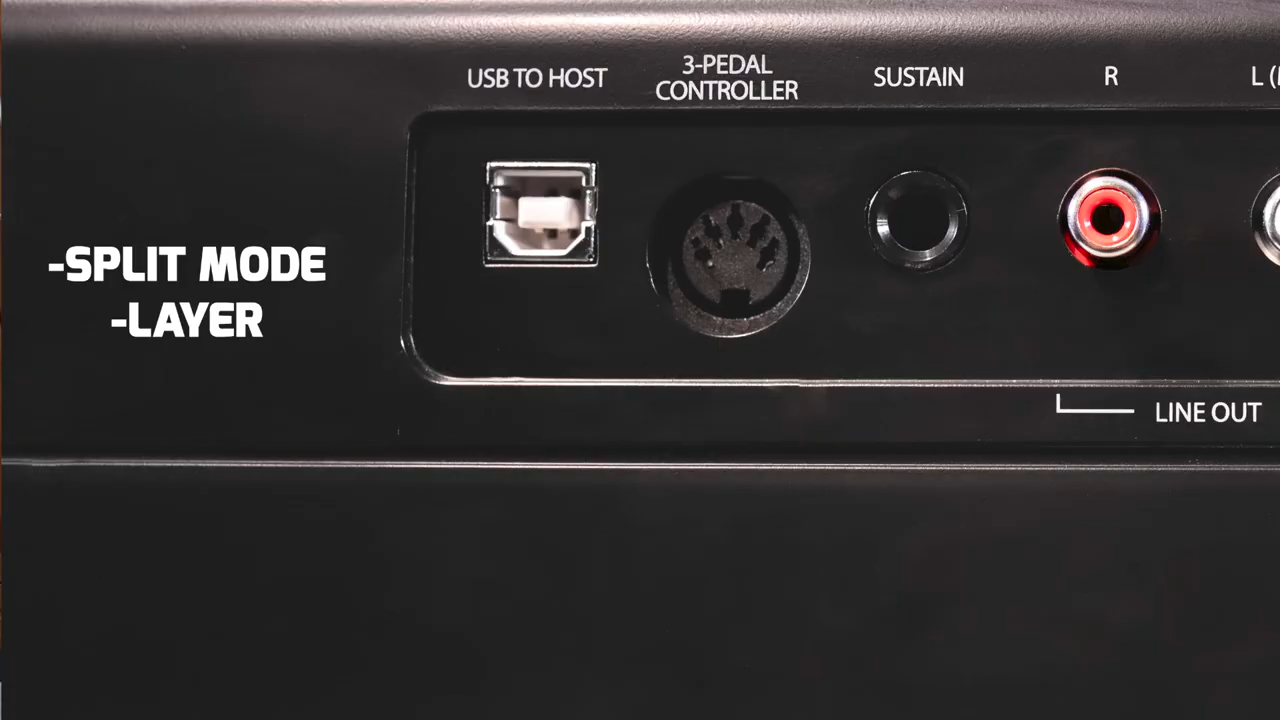 USB TO HOST
3-PEDAL
CONTROLLER
SUSTAIN
R
L (
-SPLIT MODE
-LAYER
LINE OUT